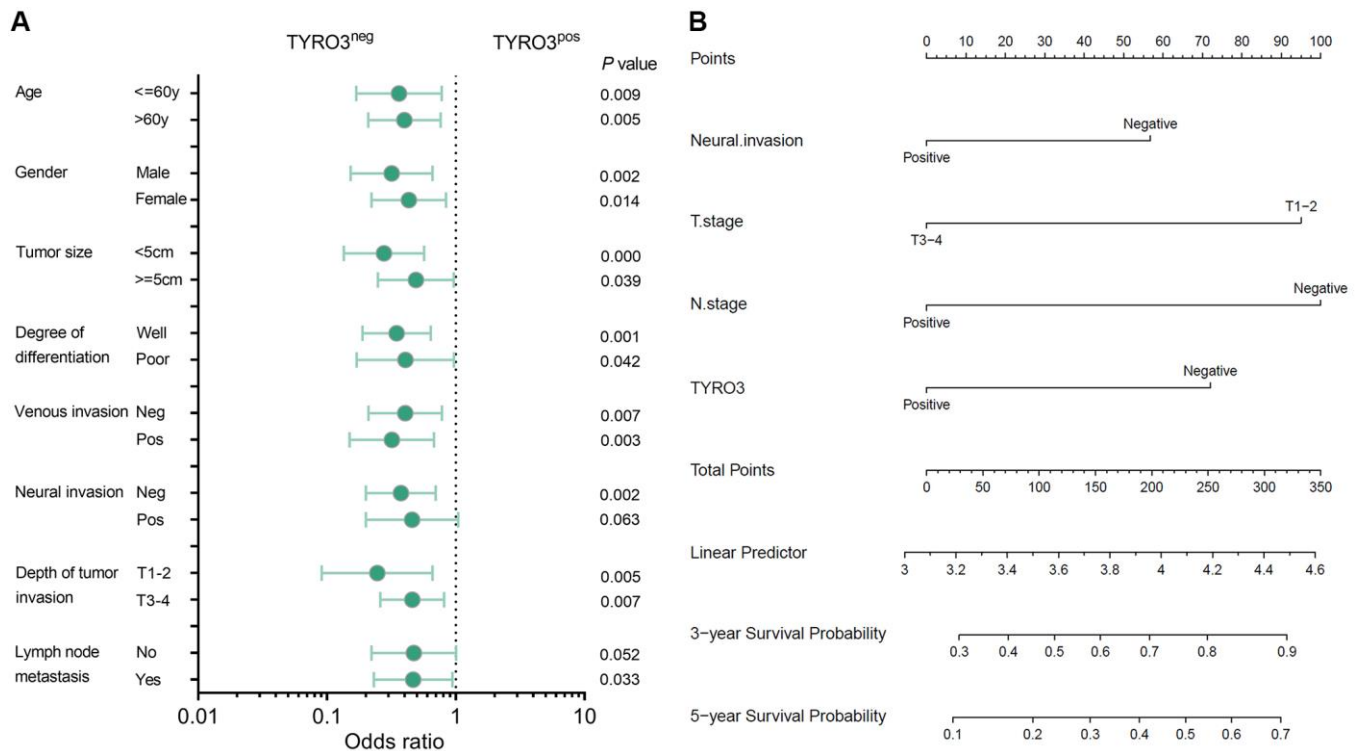 A
TYRO3neg TYRO3pos
P value
Age <=60y 0.009
>60y 0.005
Gender Male 0.002
Female 0.014
Tumor size <5cm 0.000
>=5cm 0.039
Degree of differentiation Well 0.001
Poor 0.042
Venous invasion Neg 0.007
Pos 0.003
Neural invasion Neg 0.002
Pos 0.063
Depth of tumor invasion T1-2 0.005
T3-4 0.007
Lymph node metastasis No 0.052
Yes 0.033
0.01 0.1 1 10
Odds ratio
B
Points 0 10 20 30 40 50 60 70 80 90 100
Neural.invasion
Negative
Positive
T.stage
T1−2
T3−4
N.stage
Negative
Positive
TYRO3
Negative
Positive
Total Points
0 50 100 150 200 250 300 350
Linear Predictor
3 3.2 3.4 3.6 3.8 4 4.2 4.4 4.6
3−year Survival Probability
0.3 0.4 0.5 0.6 0.7 0.8 0.9
5−year Survival Probability
0.1 0.2 0.3 0.4 0.5 0.6 0.7